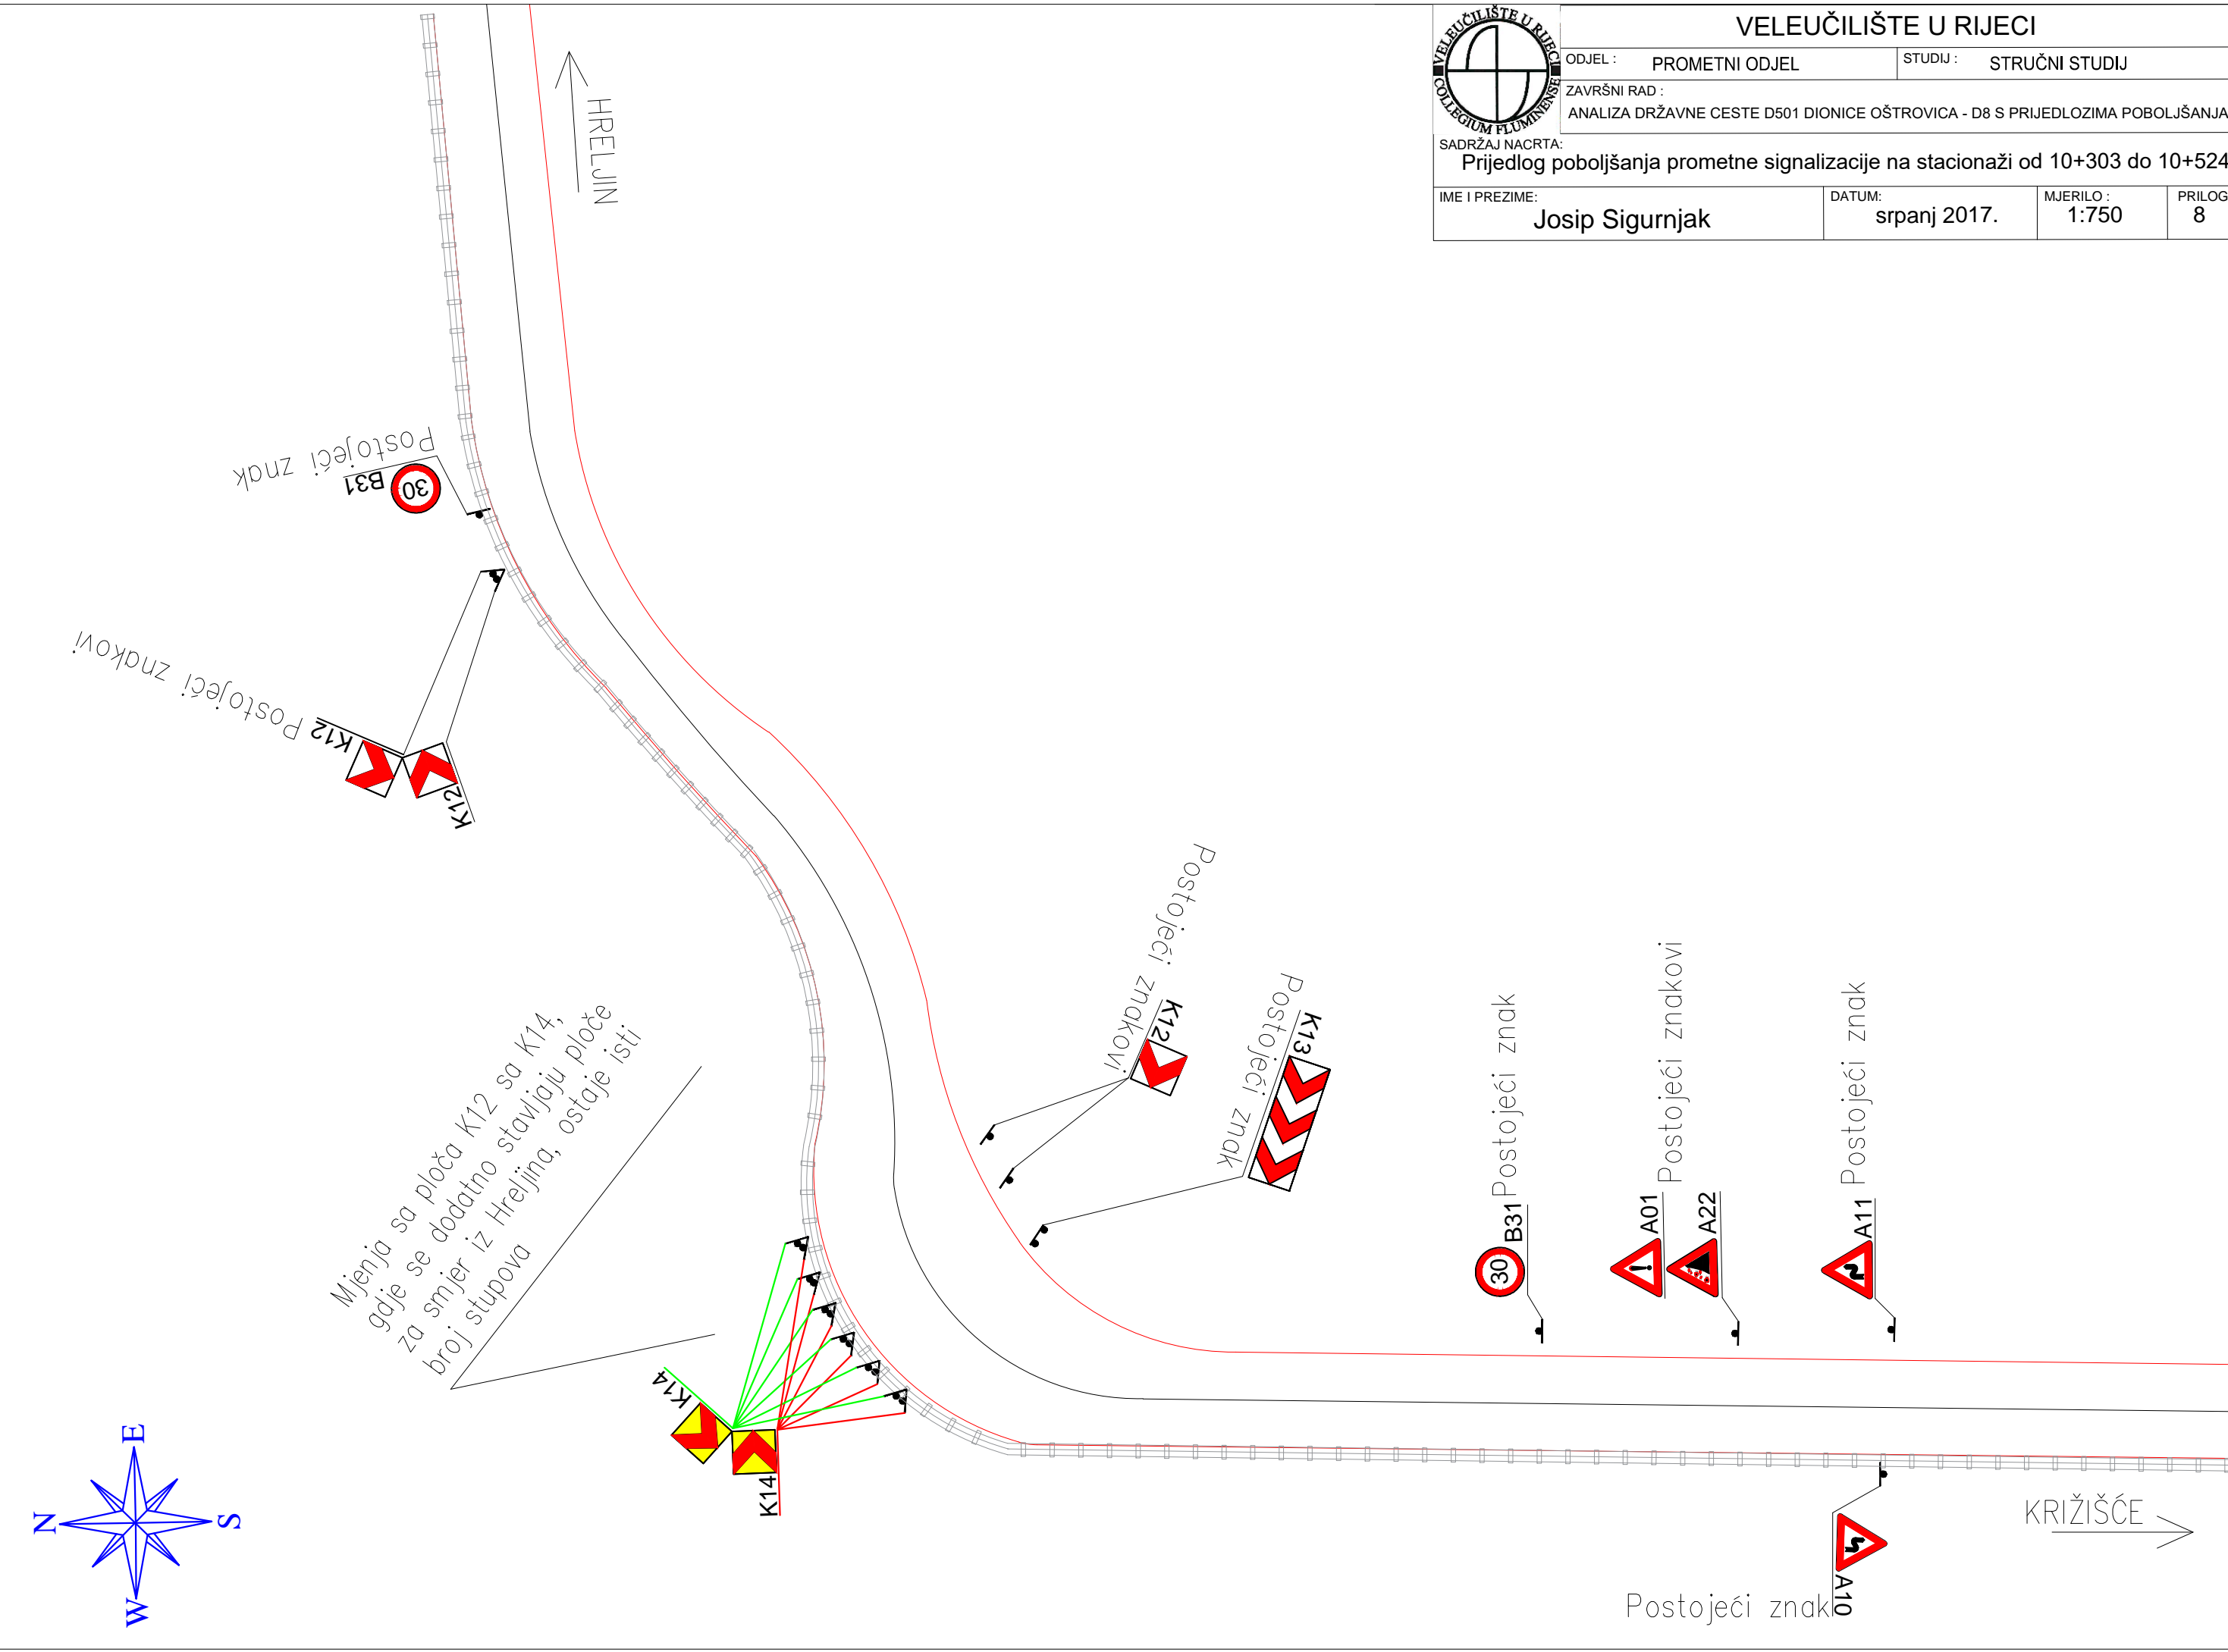 VELEUČILIŠTE U RIJECI
COLLEGIUM FLUMINENSE
VELEUČILIŠTE U RIJECI
ODJEL : PROMETNI ODJEL
STUDIJ : STRUČNI STUDIJ
ZAVRŠNI RAD :
ANALIZA DRŽAVNE CESTE D501 DIONICE OŠTROVICA - D8 S PRIJEDLOZIMA POBOLJŠANJA
SADRŽAJ NACRTA:
Prijedlog poboljšanja prometne signalizacije na stacionaži od 10+303 do 10+524
IME I PREZIME:
Josip Sigurnjak
DATUM:
srpanj 2017.
MJERILO :
1:750
PRILOG
8
HRELJIN
Postojeći znak
B31
30
Postojeći znakovi
K12
K12
Postojeći znakovi
K12
Postojeći znak
K13
Postojeći znak
B31
30
Postojeći znakovi
A01
A22
Postojeći znak
A11
Mjenja sa ploča K12 sa K14,
gdje se dodatno stavljaju ploče
za smjer iz Hreljina, ostaje isti
broj stupova
K14
K14
KRIŽIŠĆE
Postojeći znak
A10
N
E
S
W